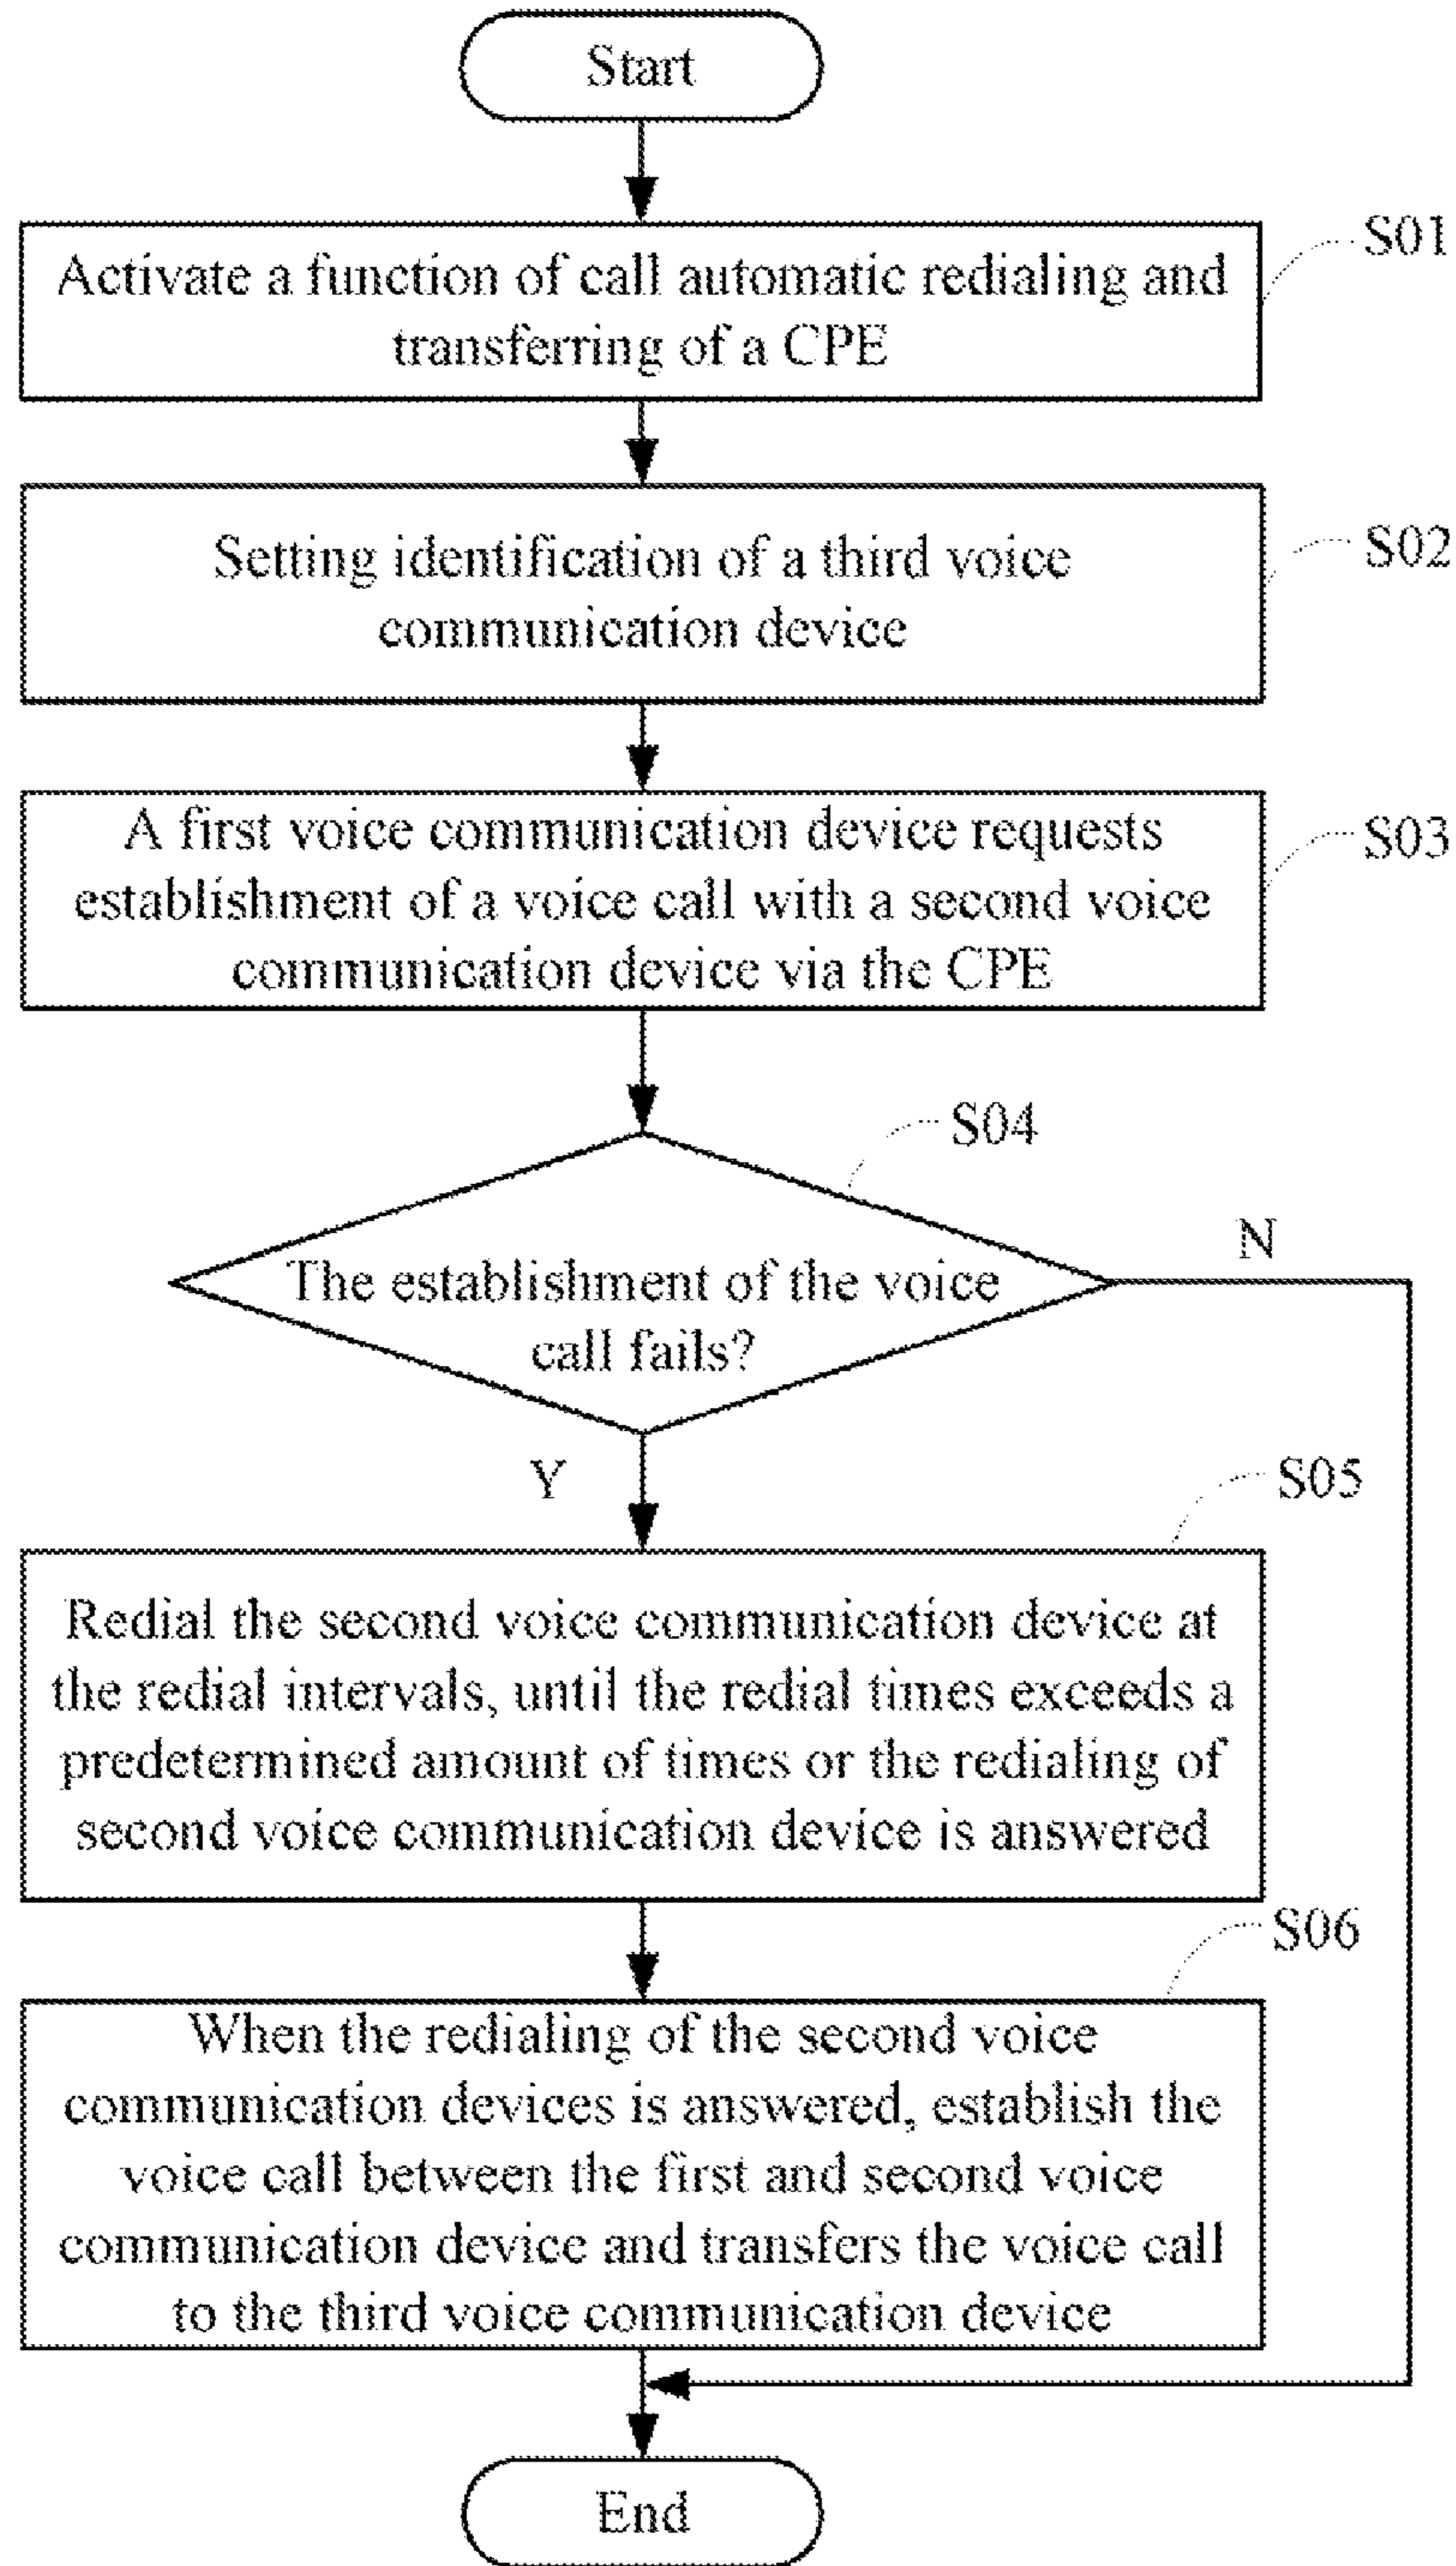 Start
Activate a function of call automatic redialing and
transferring of a CPE
S01
Setting identification of a third voice
communication device
S02
A first voice communication device requests
establishment of a voice call with a second voice
communication device via the CPE
S03
S04
The establishment of the voice
call fails?
N
Y
S05
Redial the second voice communication device at
the redial intervals, until the redial times exceeds a
predetermined amount of times or the redialing of
second voice communication device is answered
S06
When the redialing of the second voice
communication devices is answered, establish the
voice call between the first and second voice
communication device and transfers the voice call
to the third voice communication device
End